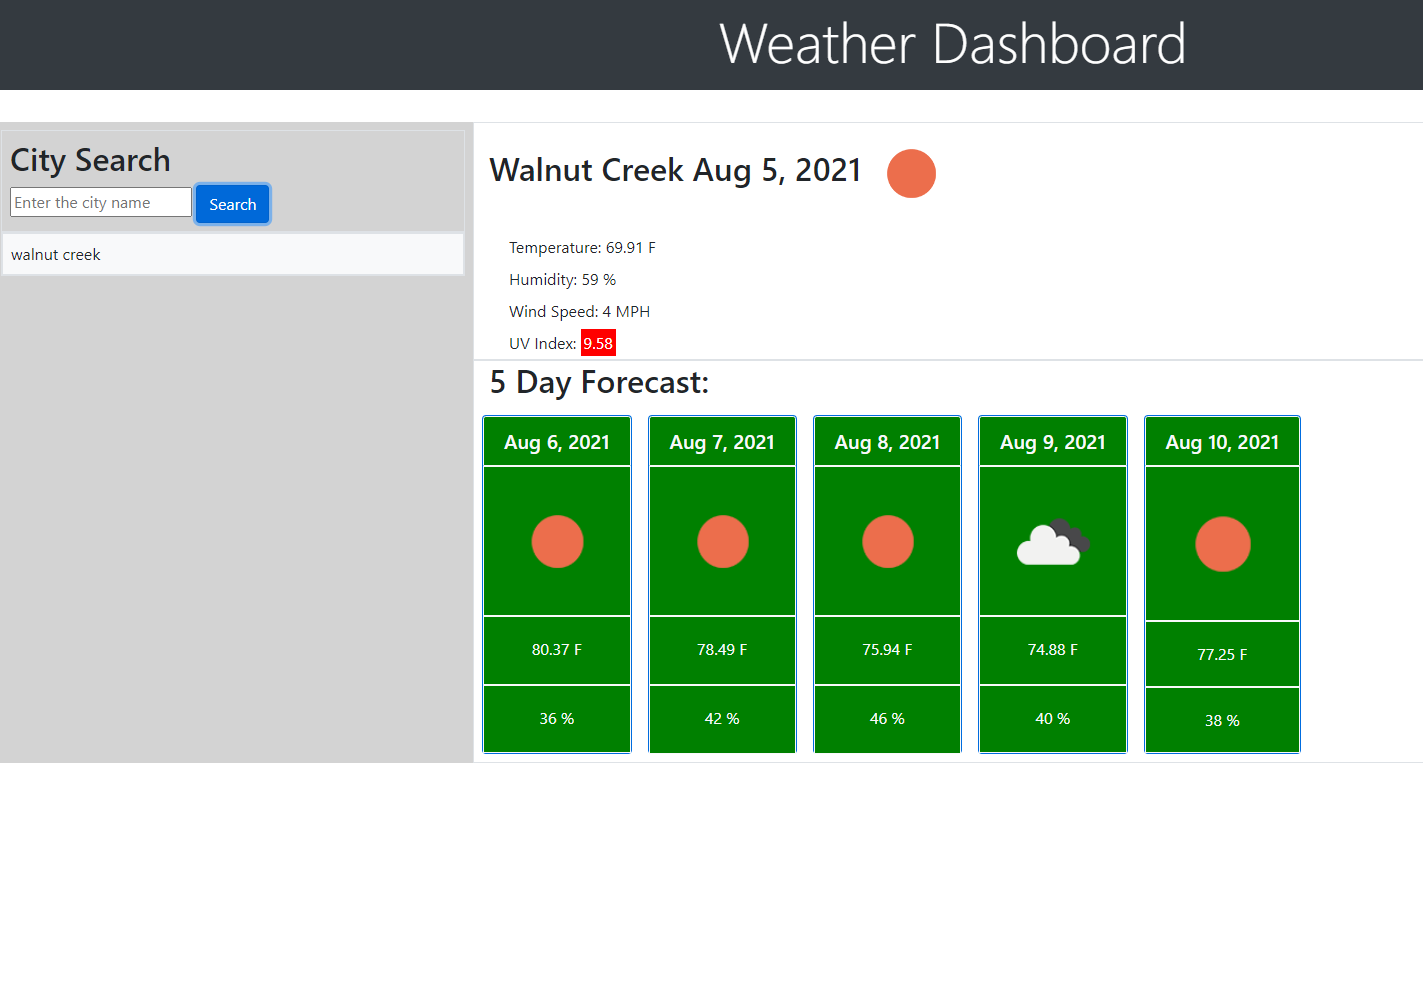 Weather Dashboard
City Search
Enter the city name
Search
walnut creek
Walnut Creek Aug 5, 2021
Temperature: 69.91 F
Humidity: 59 %
Wind Speed: 4 MPH
UV Index: 9.58
5 Day Forecast:
Aug 6, 2021
80.37 F
36 %
Aug 7, 2021
78.49 F
42 %
Aug 8, 2021
75.94 F
46 %
Aug 9, 2021
74.88 F
40 %
Aug 10, 2021
77.25 F
38 %